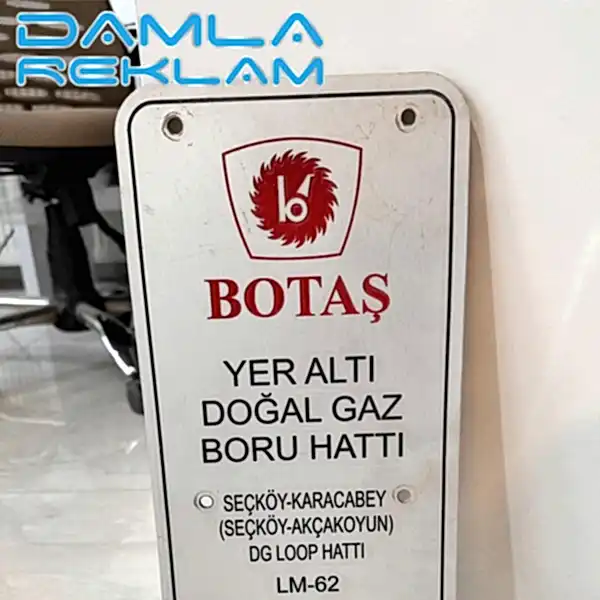 DAMLA
REKLAM
BOTAŞ
YER ALTI
DOĞAL GAZ
BORU HATTI
SEÇKÖY-KARACABEY
(SEÇKÖY-AKÇAKOYUN)
DG LOOP HATTI
LM-62